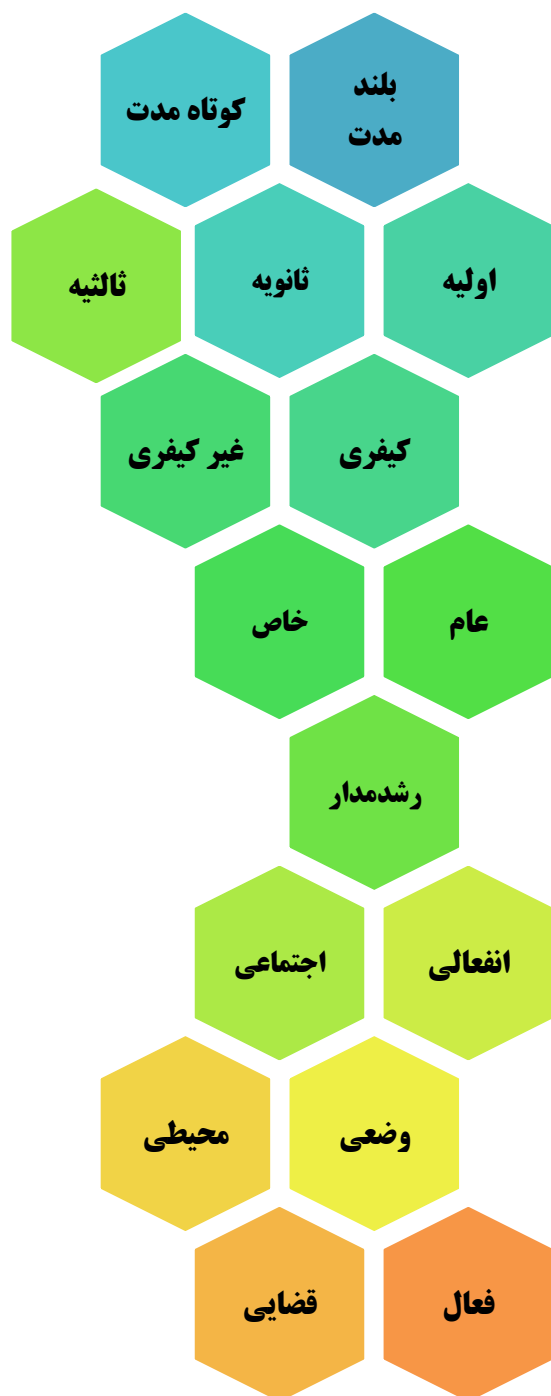 بلند
مدت
کوتاه مدت
اولیه
ثانویه
ثالثیه
کیفری
غیر کیفری
عام
خاص
رشدمدار
انفعالی
اجتماعی
وضعی
محیطی
فعال
قضایی